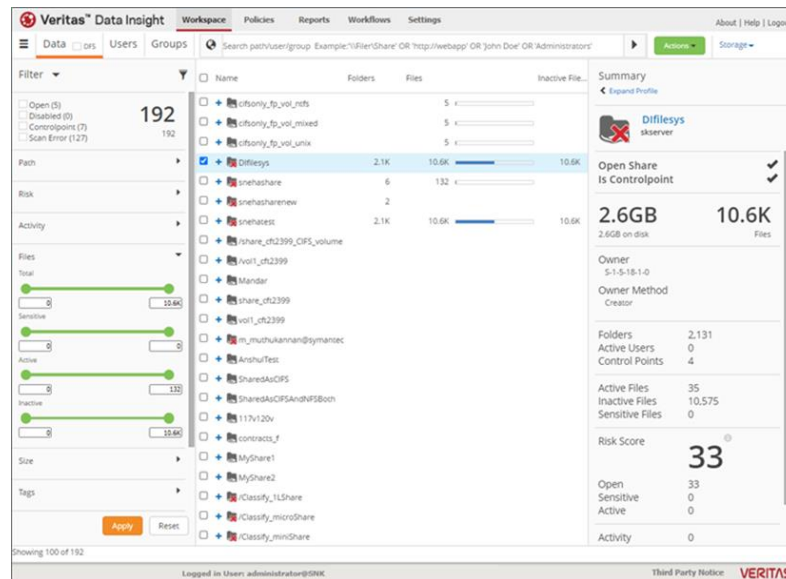 Veritas™ Data Insight Workspace Policies Reports Workflows Settings About | Help | Logou
Data DFS Users Groups Search path/user/group Example:'\\Filer\Share' OR 'http://webapp' OR 'John Doe' OR 'Administrators' Actions Storage
Filter
Open (5)
Disabled (0)
Controlpoint (7)
Scan Error (127)
192
192
Path
Risk
Activity
Files
Total
0 10.6K
Sensitive
0 0
Active
0 132
Inactive
0 10.6K
Size
Tags
Apply Reset
Showing 100 of 192
Name Folders Files Inactive File...
cifsonly_fp_vol_ntfs 5
cifsonly_fp_vol_mixed 5
cifsonly_fp_vol_unix 5
Difilesys 2.1K 10.6K 10.6K
snehashare 6 132
snehasharenew 2
snehatest 2.1K 10.6K 10.6K
/share_cft2399_CIFS_volume
/vol1_cft2399
Mandar
share_cft2399
vol1_cft2399
m_muthukannan@symantec
AnshulTest
SharedAsCIFS
SharedAsCIFSAndNFSBoth
117v120v
contracts_f
MyShare1
MyShare2
/Classify_1LShare
/Classify_microShare
/Classify_miniShare
Summary
Expand Profile
Difilesys
skserver
Open Share
Is Controlpoint
2.6GB 10.6K
2.6GB on disk Files
Owner
S-1-5-18-1-0
Owner Method
Creator
Folders 2,131
Active Users 0
Control Points 4
Active Files 35
Inactive Files 10,575
Sensitive Files 0
Risk Score 33
Open 33
Sensitive 0
Active 0
Activity 0
Logged in User: administrator@SNK Third Party Notice VERITAS